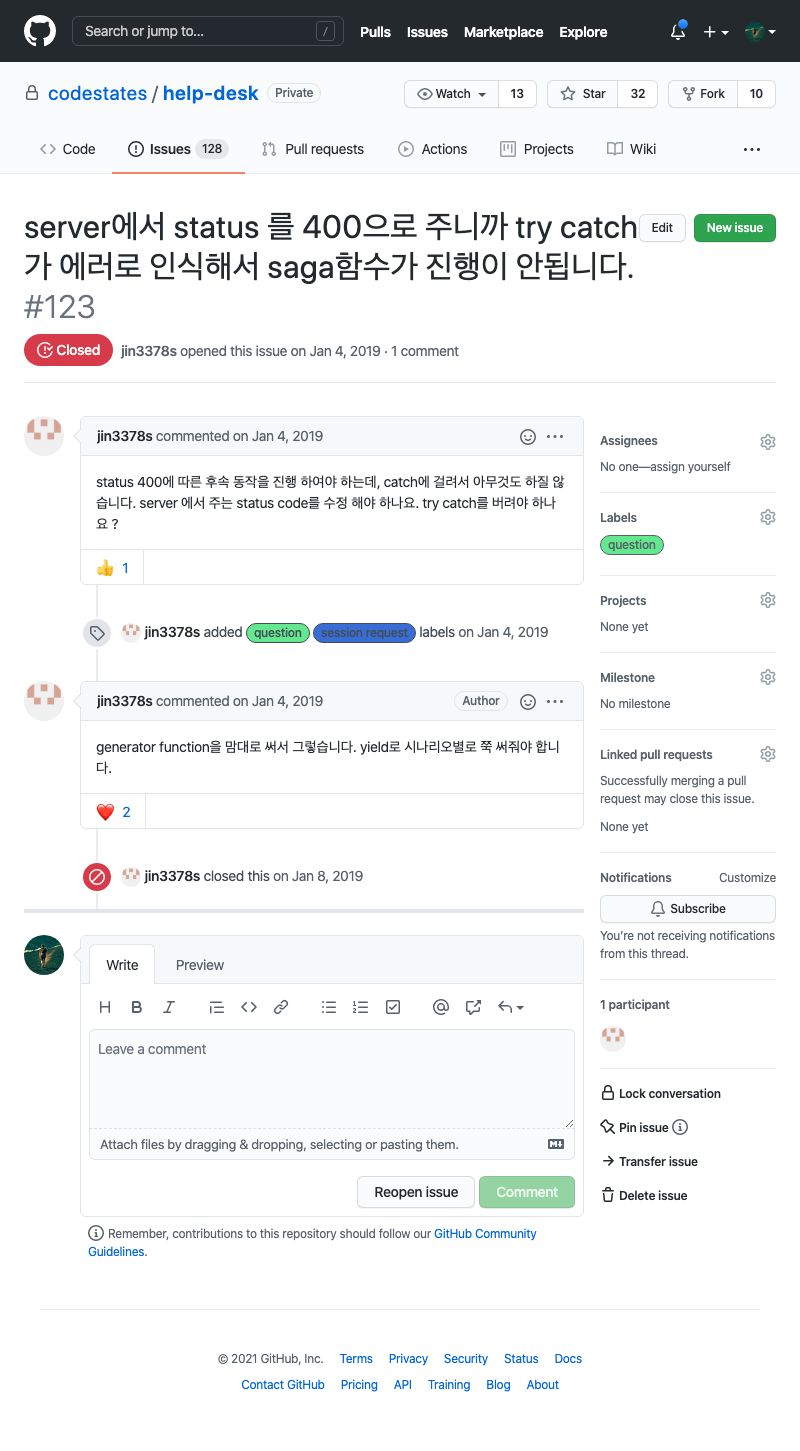 Search or jump to... /
Pulls Issues Marketplace Explore
codestates / help-desk Private
Watch 13 Star 32 Fork 10
Code Issues 128 Pull requests Actions Projects Wiki ...
server에서 status 를 400으로 주니까 try catch
가 에러로 인식해서 saga함수가 진행이 안됩니다.
#123
Edit New issue
Closed jin3378s opened this issue on Jan 4, 2019 · 1 comment
jin3378s commented on Jan 4, 2019
status 400에 따른 후속 동작을 진행 하여야 하는데, catch에 걸려서 아무것도 하질 않
습니다. server 에서 주는 status code를 수정 해야 하나요. try catch를 버려야 하나
요 ?
👍 1
jin3378s added question session request labels on Jan 4, 2019
jin3378s commented on Jan 4, 2019 Author
generator function을 맘대로 써서 그렇습니다. yield로 시나리오별로 쭉 써줘야 합니
다.
❤️ 2
jin3378s closed this on Jan 8, 2019
Write Preview
H B I
Leave a comment
Attach files by dragging & dropping, selecting or pasting them.
Reopen issue Comment
Remember, contributions to this repository should follow our GitHub Community
Guidelines.
Assignees
No one—assign yourself
Labels
question
Projects
None yet
Milestone
No milestone
Linked pull requests
Successfully merging a pull
request may close this issue.
None yet
Notifications Customize
Subscribe
You're not receiving notifications
from this thread.
1 participant
Lock conversation
Pin issue
Transfer issue
Delete issue
© 2021 GitHub, Inc. Terms Privacy Security Status Docs
Contact GitHub Pricing API Training Blog About